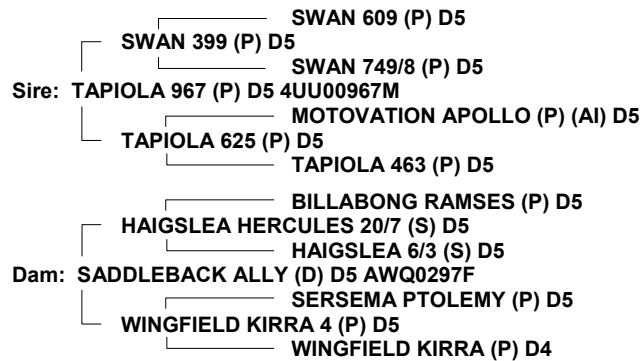 SWAN 609 (P) D5
SWAN 399 (P) D5
SWAN 749/8 (P) D5
Sire: TAPIOLA 967 (P) D5 4UU00967M
MOTOVATION APOLLO (P) (AI) D5
TAPIOLA 625 (P) D5
TAPIOLA 463 (P) D5
BILLABONG RAMSES (P) D5
HAIGSLEA HERCULES 20/7 (S) D5
HAIGSLEA 6/3 (S) D5
Dam: SADDLEBACK ALLY (D) D5 AWQ0297F
SERSEMA PTOLEMY (P) D5
WINGFIELD KIRRA 4 (P) D5
WINGFIELD KIRRA (P) D4